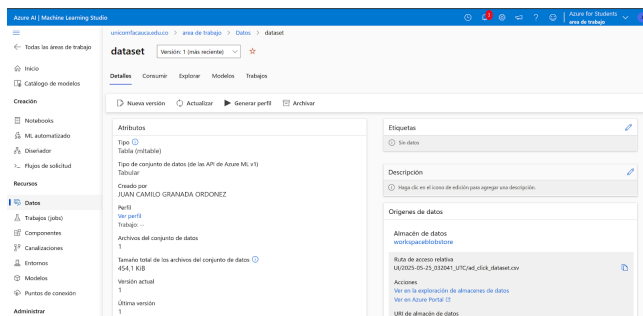 Azure AI | Machine Learning Studio
Azure for Students
area de trabajo
unicomfacauca.edu.co > area de trabajo > Datos > dataset
Todas las áreas de trabajo
dataset
Versión: 1 (más reciente)
Inicio
Catálogo de modelos
Detalles Consumir Explorar Modelos Trabajos
Creación
Nueva versión Actualizar Generar perfil Archivar
Notebooks
ML automatizado
Diseñador
Flujos de solicitud
Recursos
Datos
Trabajos (jobs)
Componentes
Canalizaciones
Entornos
Modelos
Puntos de conexión
Administrar
Atributos
Tipo
Tabla (mltable)
Tipo de conjunto de datos (de las API de Azure ML v1)
Tabular
Creado por
JUAN CAMILO GRANADA ORDONEZ
Perfil
Ver perfil
Trabajo: --
Archivos del conjunto de datos
1
Tamaño total de los archivos del conjunto de datos
454,1 KiB
Versión actual
1
Última versión
1
Etiquetas
Sin datos
Descripción
Haga clic en el icono de edición para agregar una descripción.
Orígenes de datos
Almacén de datos
workspaceblobstore
Ruta de acceso relativa
UI/2025-05-25_032041_UTC/ad_click_dataset.csv
Acciones
Ver en la exploración de almacenes de datos
Ver en Azure Portal
URI de almacén de datos